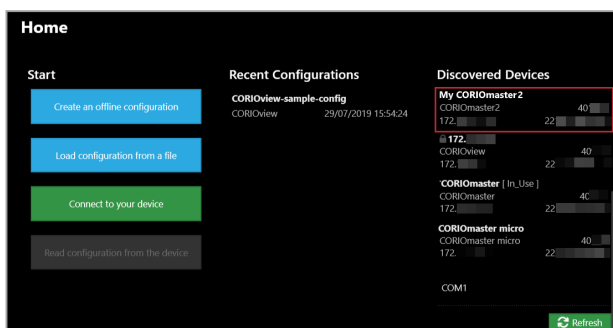 Home
Start
Create an offline configuration
Load configuration from a file
Connect to your device
Read configuration from the device
Recent Configurations
CORIOview-sample-config
CORIOview 29/07/2019 15:54:24
Discovered Devices
My CORIOmaster2
CORIOmaster2 401
172. 22
172.
CORIOview 40
172. 22
CORIOmaster [ In_Use ]
CORIOmaster 40
172. 22
CORIOmaster micro
CORIOmaster micro 40
172. 22
COM1
Refresh